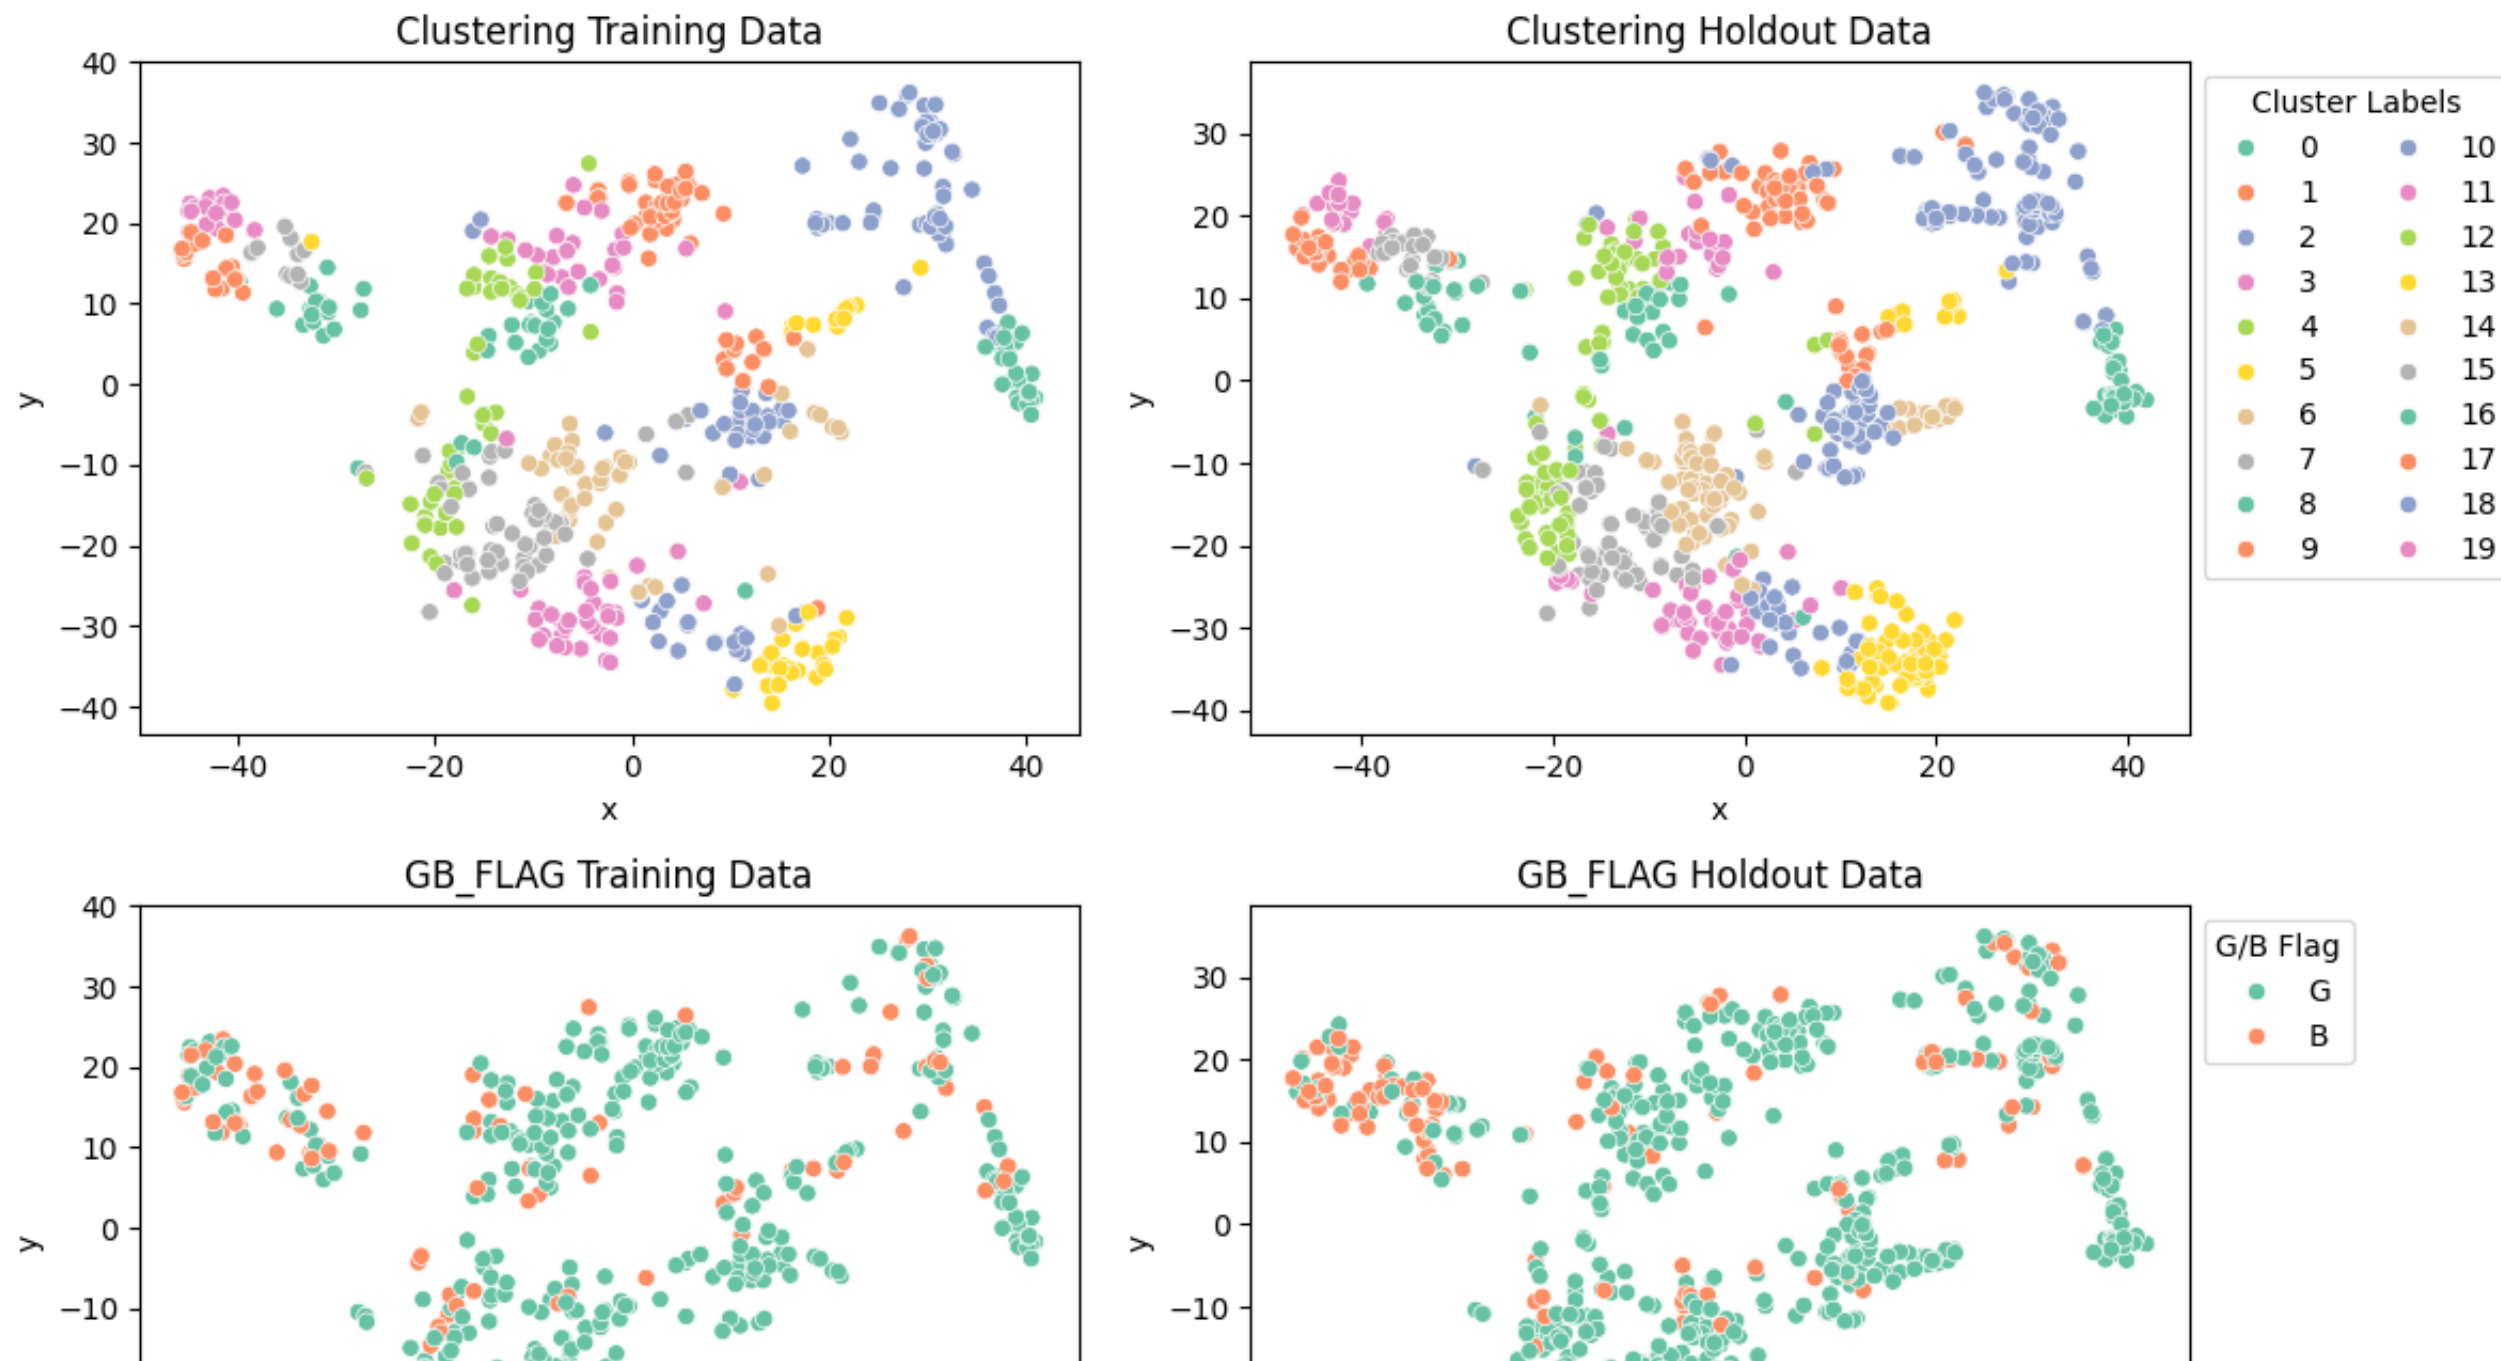 Clustering Training Data
40
30
20
10
0
−10
−20
−30
−40
y
−40 −20 0 20 40
x
Clustering Holdout Data
30
20
10
0
−10
−20
−30
−40
y
−40 −20 0 20 40
x
Cluster Labels
0 10
1 11
2 12
3 13
4 14
5 15
6 16
7 17
8 18
9 19
GB_FLAG Training Data
40
30
20
10
0
−10
y
GB_FLAG Holdout Data
30
20
10
0
−10
y
G/B Flag
G
B